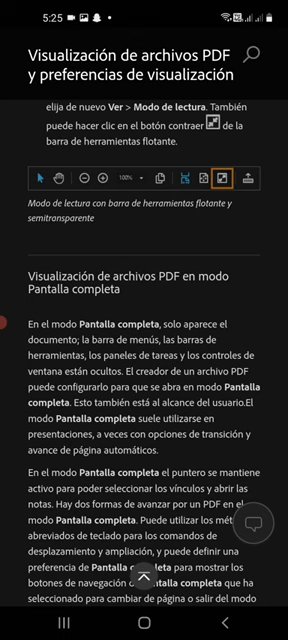 5:25
Visualización de archivos PDF
y preferencias de visualización
elija de nuevo Ver > Modo de lectura. También
puede hacer clic en el botón contraer de la
barra de herramientas flotante.
100%
Modo de lectura con barra de herramientas flotante y
semitransparente
Visualización de archivos PDF en modo
Pantalla completa
En el modo Pantalla completa, solo aparece el
documento; la barra de menús, las barras de
herramientas, los paneles de tareas y los controles de
ventana están ocultos. El creador de un archivo PDF
puede configurarlo para que se abra en modo Pantalla
completa. Esto también está al alcance del usuario.El
modo Pantalla completa suele utilizarse en
presentaciones, a veces con opciones de transición y
avance de página automáticos.
En el modo Pantalla completa el puntero se mantiene
activo para poder seleccionar los vínculos y abrir las
notas. Hay dos formas de avanzar por un PDF en el
modo Pantalla completa. Puede utilizar los
abreviados de teclado para los comandos de
desplazamiento y ampliación, y puede definir una
preferencia de para mostrar los
botones de navegación completa que ha
seleccionado para cambiar de página o salir del modo